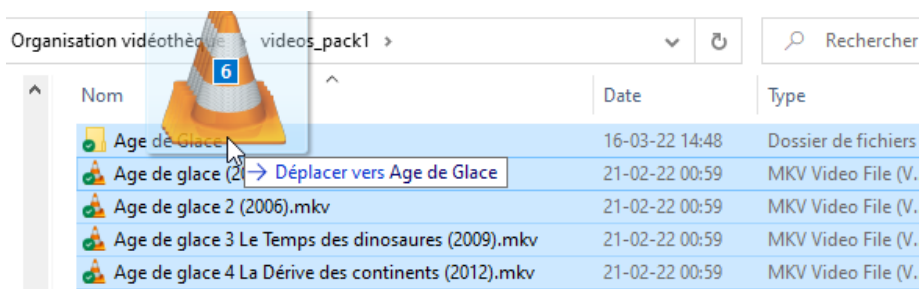 Organisation vidéothèque > videos_pack1 > Rechercher
6
Nom Date Type
Age de Glace 16-03-22 14:48 Dossier de fichiers
→ Déplacer vers Age de Glace
Age de glace (2 21-02-22 00:59 MKV Video File (V..
Age de glace 2 (2006).mkv 21-02-22 00:59 MKV Video File (V..
Age de glace 3 Le Temps des dinosaures (2009).mkv 21-02-22 00:59 MKV Video File (V..
Age de glace 4 La Dérive des continents (2012).mkv 21-02-22 00:59 MKV Video File (V..